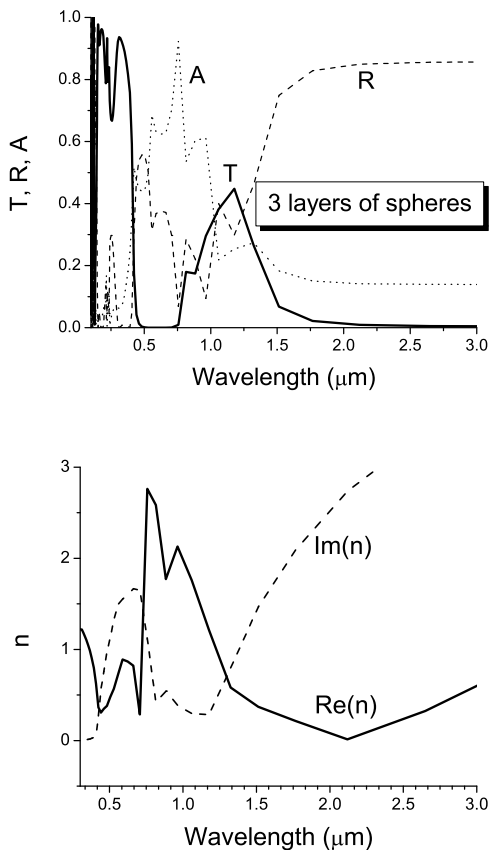 1.0
0.8
0.6
0.4
0.2
0.0
T, R, A
A
R
T
3 layers of spheres
0.5 1.0 1.5 2.0 2.5 3.0
Wavelength (μm)
3
2
1
0
n
Im(n)
Re(n)
0.5 1.0 1.5 2.0 2.5 3.0
Wavelength (μm)